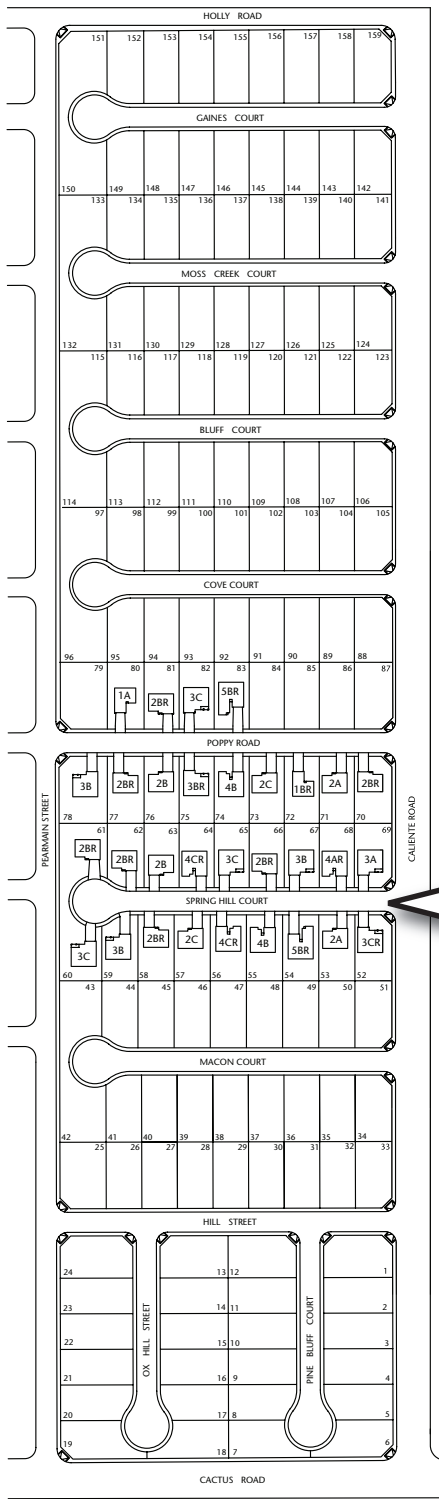 HOLLY ROAD
151 152 153 154 155 156 157 158 159
GAINES COURT
150 149 148 147 146 145 144 143 142
133 134 135 136 137 138 139 140 141
MOSS CREEK COURT
132 131 130 129 128 127 126 125 124
115 116 117 118 119 120 121 122 123
BLUFF COURT
114 113 112 111 110 109 108 107 106
97 98 99 100 101 102 103 104 105
COVE COURT
96 95 94 93 92 91 90 89 88
79 80 81 82 83 84 85 86 87
1A 2BR 3C 5BR
POPPY ROAD
3B 2BR 2B 3BR 4B 2C 1BR 2A 2BR
78 77 76 75 74 73 72 71 70
61 62 63 64 65 66 67 68 69
PEARMAIN STREET
CALIENTE ROAD
2BR 2BR 2B 4CR 3C 2BR 3B 4AR 3A
SPRING HILL COURT
3C 3B 2BR 2C 4CR 4B 5BR 2A 3CR
60 59 58 57 56 55 54 53 52
43 44 45 46 47 48 49 50 51
MACON COURT
42 41 40 39 38 37 36 35 34
25 26 27 28 29 30 31 32 33
HILL STREET
24 13 12 1
23 14 11 2
22 15 10 3
21 16 9 4
20 17 8 5
19 18 7 6
OX HILL STREET
PINE BLUFF COURT
CACTUS ROAD